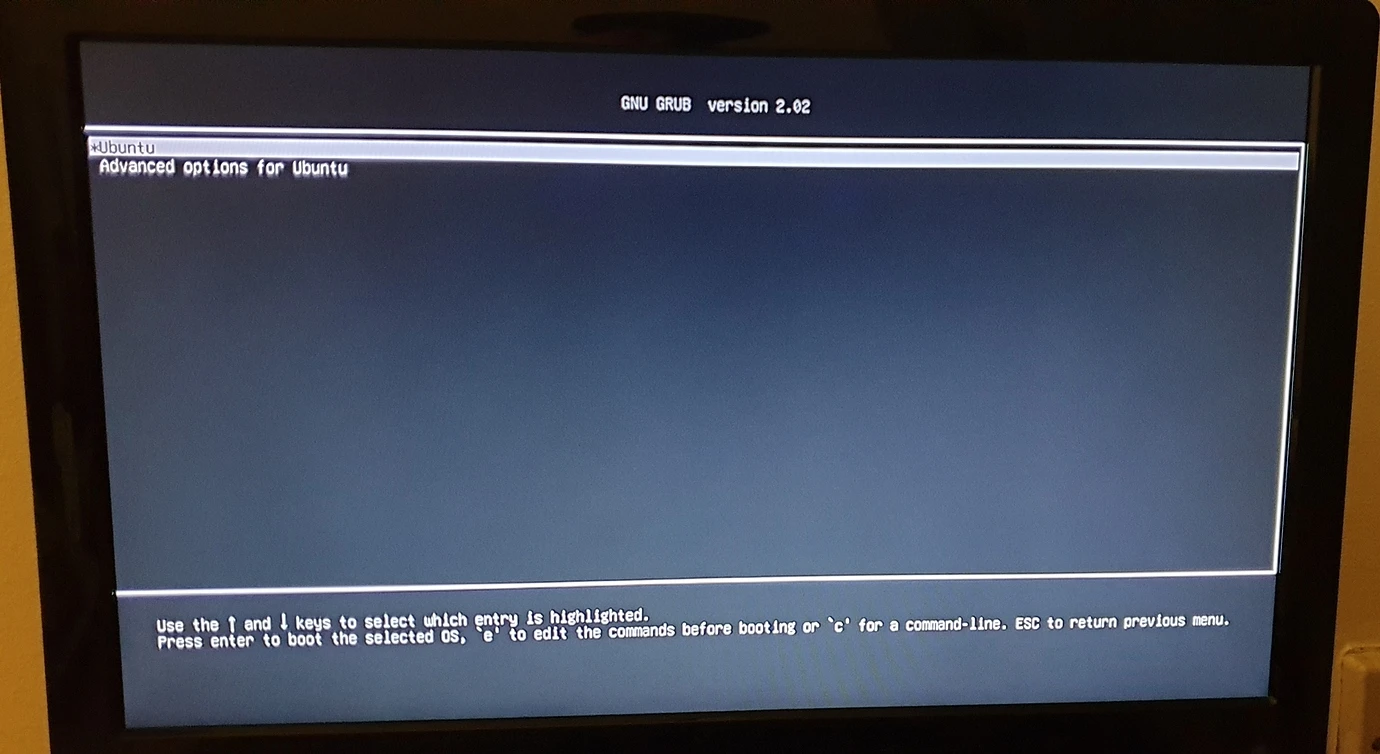 GNU GRUB version 2.02
*Ubuntu
Advanced options for Ubuntu
Use the ↑ and ↓ keys to select which entry is highlighted.
Press enter to boot the selected OS, `e' to edit the commands before booting or `c' for a command-line. ESC to return previous menu.